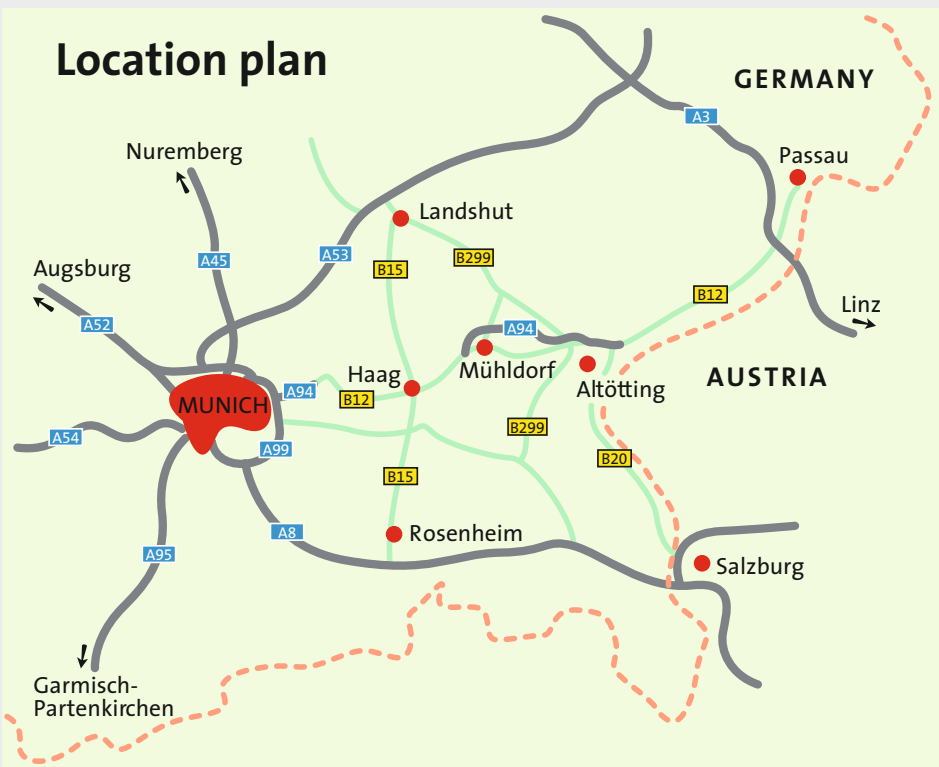 Location plan
GERMANY
A3
Nuremberg
Passau
Landshut
A53
B299
A45
Augsburg
B15
B12
Linz
A52
A94
Mühldorf
Haag
Altötting
AUSTRIA
A94
B12
MUNICH
B299
A54
A99
B20
B15
A8
Rosenheim
A95
Salzburg
Garmisch-
Partenkirchen